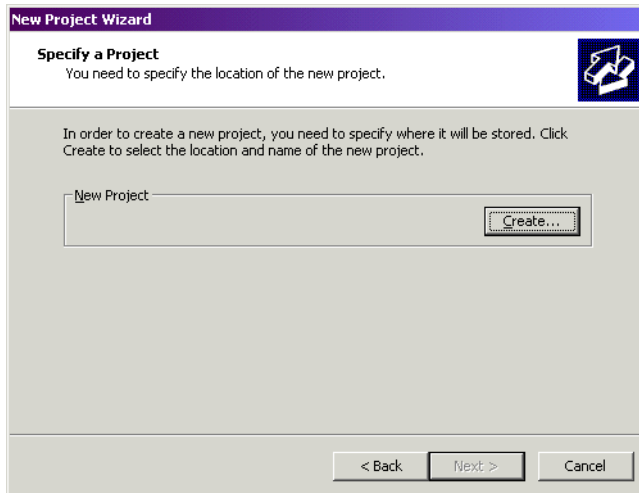 New Project Wizard
Specify a Project
You need to specify the location of the new project.
In order to create a new project, you need to specify where it will be stored. Click
Create to select the location and name of the new project.
New Project
Create...
< Back Next > Cancel